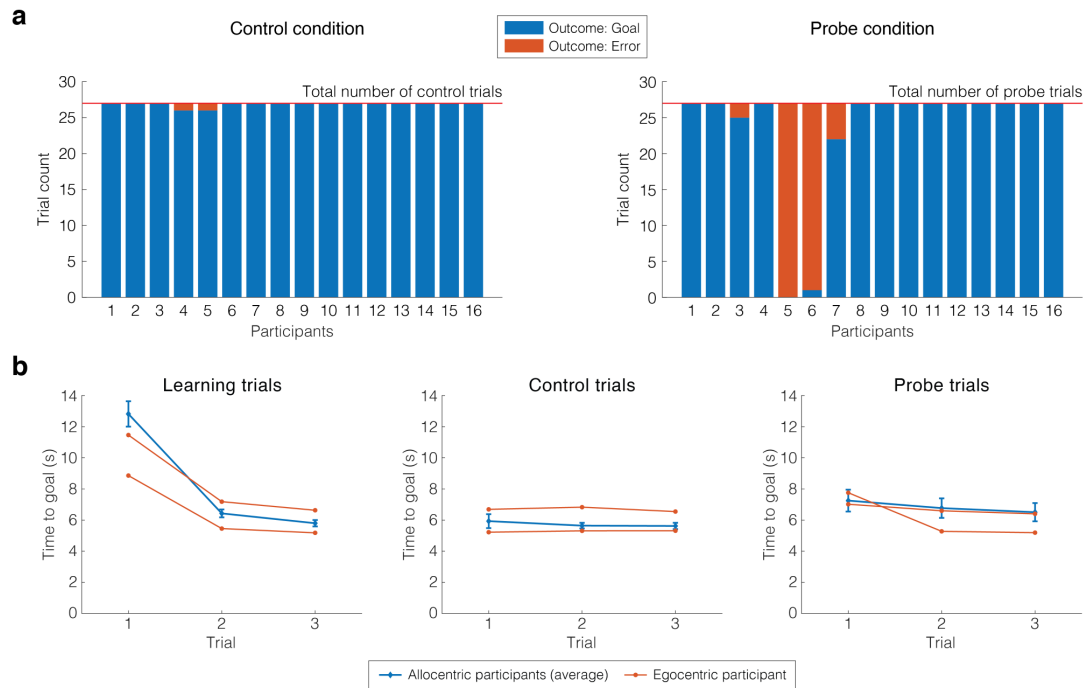 a
Control condition
Outcome: Goal
Outcome: Error
Probe condition
30
25
20
15
10
5
0
Trial count
Total number of control trials
1 2 3 4 5 6 7 8 9 10 11 12 13 14 15 16
Participants
30
25
20
15
10
5
0
Trial count
Total number of probe trials
1 2 3 4 5 6 7 8 9 10 11 12 13 14 15 16
Participants
b
Learning trials
14
12
10
8
6
4
2
0
Time to goal (s)
1 2 3
Trial
Control trials
14
12
10
8
6
4
2
0
Time to goal (s)
1 2 3
Trial
Probe trials
14
12
10
8
6
4
2
0
Time to goal (s)
1 2 3
Trial
Allocentric participants (average) Egocentric participant